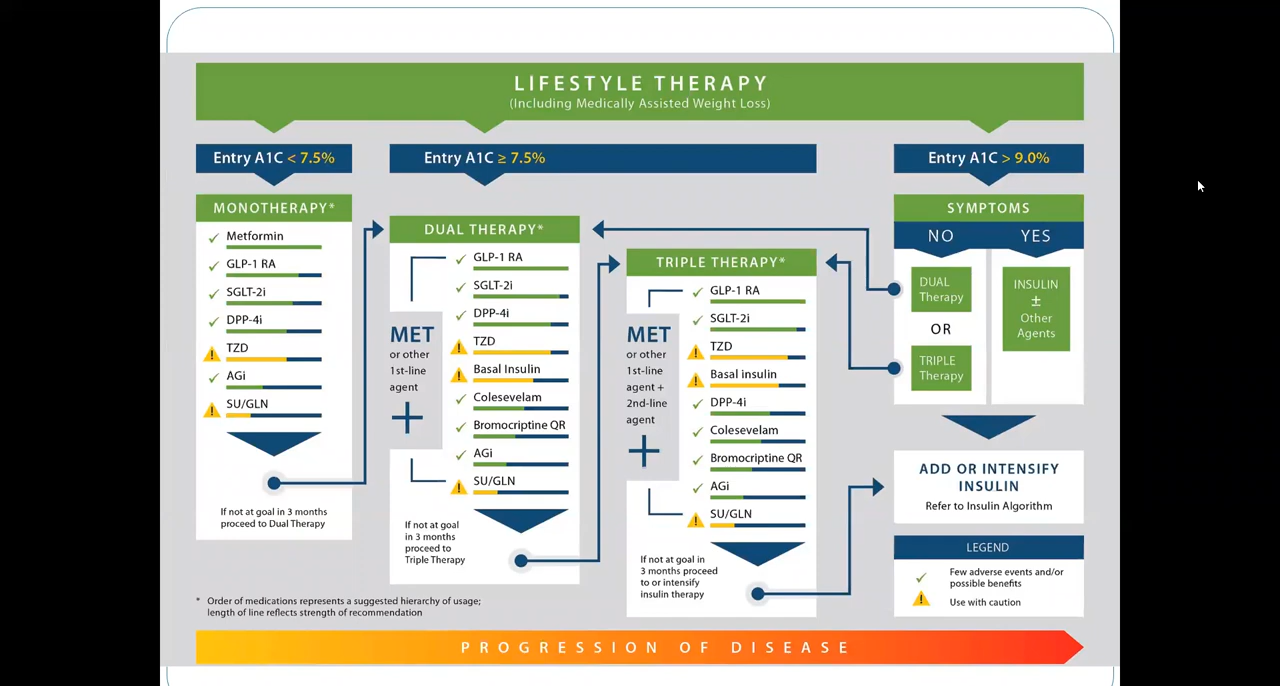 LIFESTYLE THERAPY
(Including Medically Assisted Weight Loss)
Entry A1C < 7.5%
MONOTHERAPY*
Metformin
GLP-1 RA
SGLT-2i
DPP-4i
TZD
AGi
SU/GLN
If not at goal in 3 months
proceed to Dual Therapy
Entry A1C ≥ 7.5%
DUAL THERAPY*
MET
or other
1st-line
agent
+
GLP-1 RA
SGLT-2i
DPP-4i
TZD
Basal Insulin
Colesevelam
Bromocriptine QR
AGi
SU/GLN
If not at goal
in 3 months
proceed to
Triple Therapy
TRIPLE THERAPY*
MET
or other
1st-line
agent +
2nd-line
agent
+
GLP-1 RA
SGLT-2i
TZD
Basal insulin
DPP-4i
Colesevelam
Bromocriptine QR
AGi
SU/GLN
If not at goal in
3 months proceed
to or intensify
insulin therapy
Entry A1C > 9.0%
SYMPTOMS
NO
YES
DUAL
Therapy
OR
TRIPLE
Therapy
INSULIN
±
Other
Agents
ADD OR INTENSIFY
INSULIN
Refer to Insulin Algorithm
LEGEND
Few adverse events and/or
possible benefits
Use with caution
* Order of medications represents a suggested hierarchy of usage;
length of line reflects strength of recommendation
PROGRESSION OF DISEASE